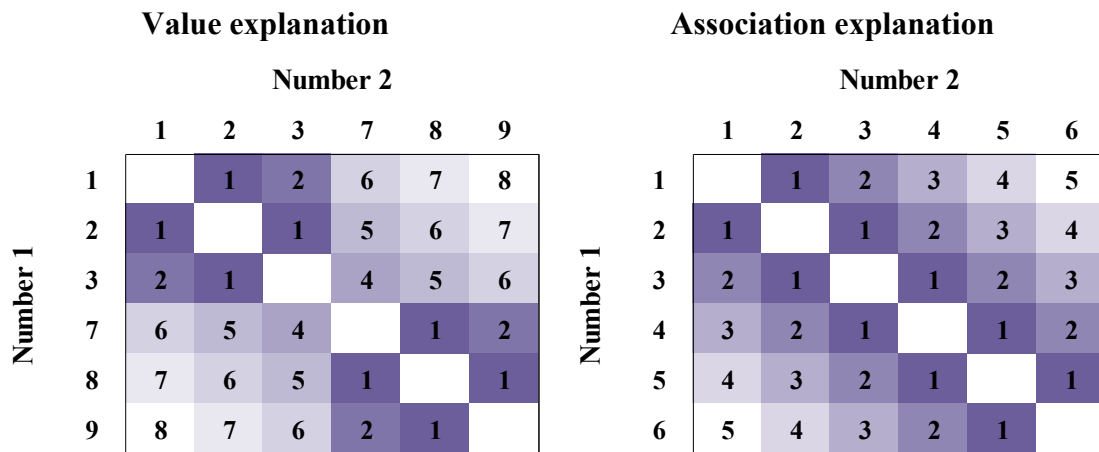 Value explanation
Number 2
1 2 3 7 8 9
Number 1
1 1 2 6 7 8
2 1 1 5 6 7
3 2 1 4 5 6
7 6 5 4 1 2
8 7 6 5 1 1
9 8 7 6 2 1
Association explanation
Number 2
1 2 3 4 5 6
Number 1
1 1 2 3 4 5
2 1 1 2 3 4
3 2 1 1 2 3
4 3 2 1 1 2
5 4 3 2 1 1
6 5 4 3 2 1